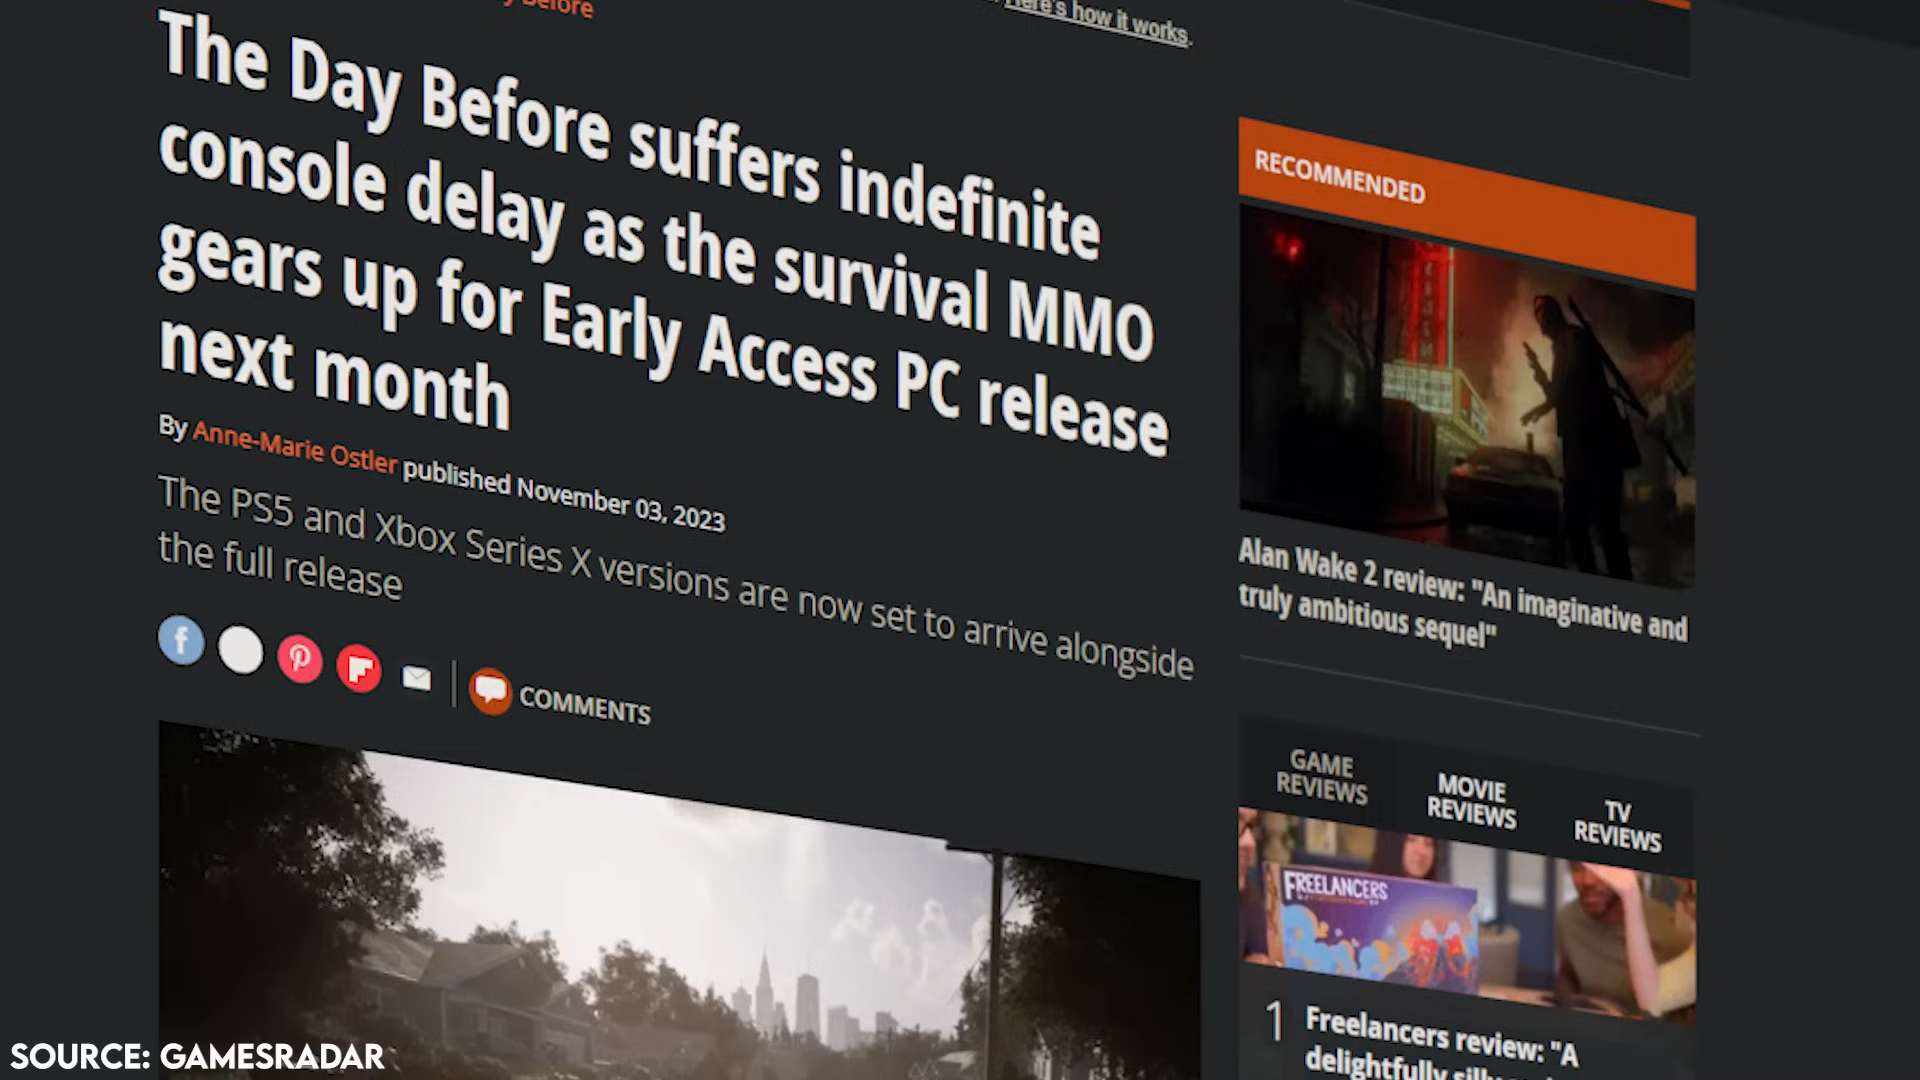 Before
Here's how it works.
The Day Before suffers indefinite
console delay as the survival MMO
gears up for Early Access PC release
next month
By Anne-Marie Ostler published November 03, 2023
The PS5 and Xbox Series X versions are now set to arrive alongside
the full release
COMMENTS
RECOMMENDED
Alan Wake 2 review: "An imaginative and
truly ambitious sequel"
GAME
REVIEWS
MOVIE
REVIEWS
TV
REVIEWS
FREELANCERS
1
Freelancers review: "A
delightfully
SOURCE: GAMESRADAR